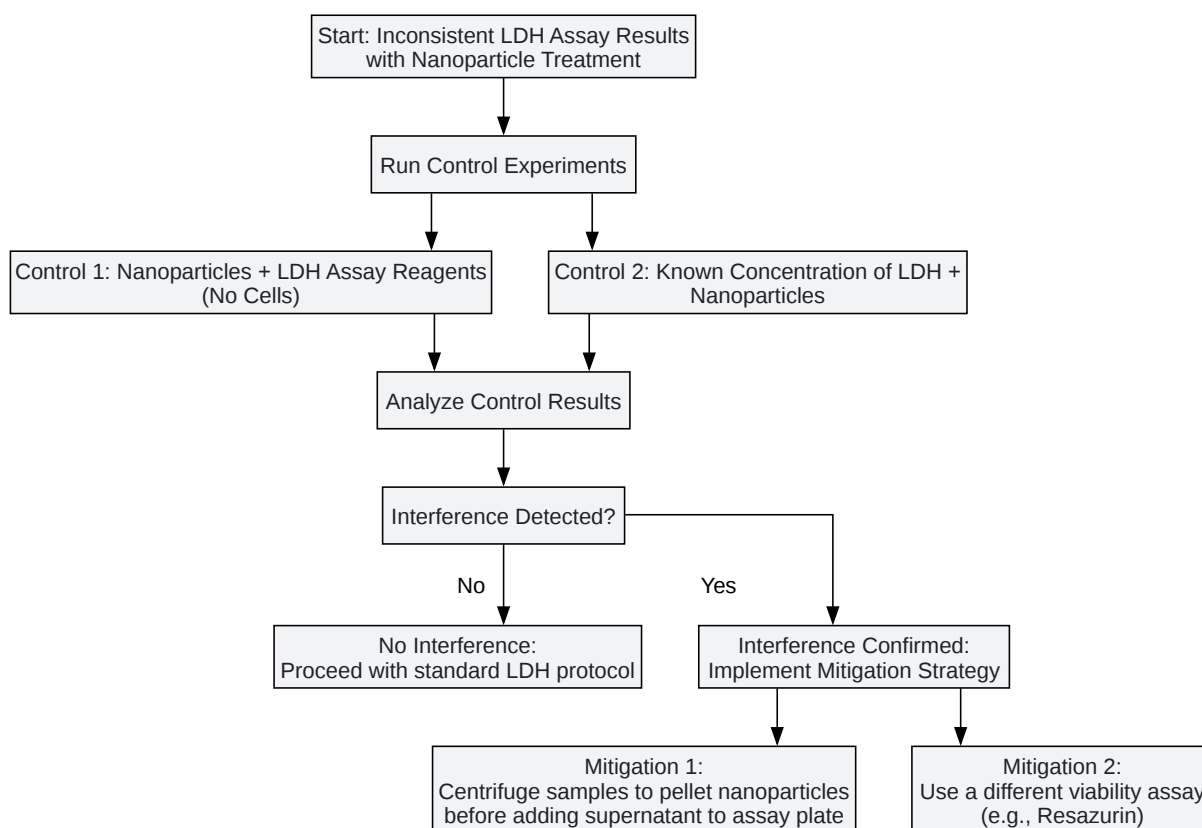 Start: Inconsistent LDH Assay Results
with Nanoparticle Treatment
Run Control Experiments
Control 1: Nanoparticles + LDH Assay Reagents
(No Cells)
Control 2: Known Concentration of LDH +
Nanoparticles
Analyze Control Results
Interference Detected?
No
Yes
No Interference:
Proceed with standard LDH protocol
Interference Confirmed:
Implement Mitigation Strategy
Mitigation 1:
Centrifuge samples to pellet nanoparticles
before adding supernatant to assay plate
Mitigation 2:
Use a different viability assay
(e.g., Resazurin)